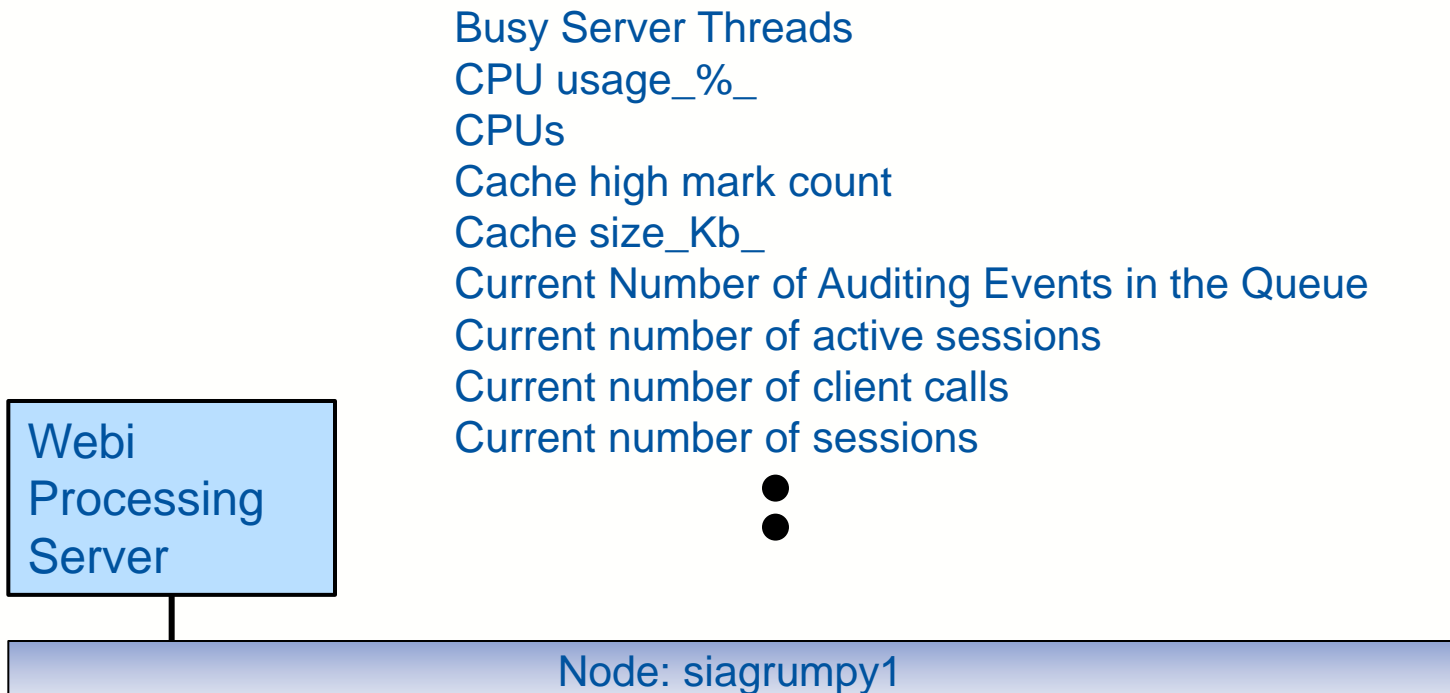 Busy Server Threads
CPU usage_%_
CPUs
Cache high mark count
Cache size_Kb_
Current Number of Auditing Events in the Queue
Current number of active sessions
Current number of client calls
Current number of sessions
Webi
Processing
Server
Node: siagrumpy1